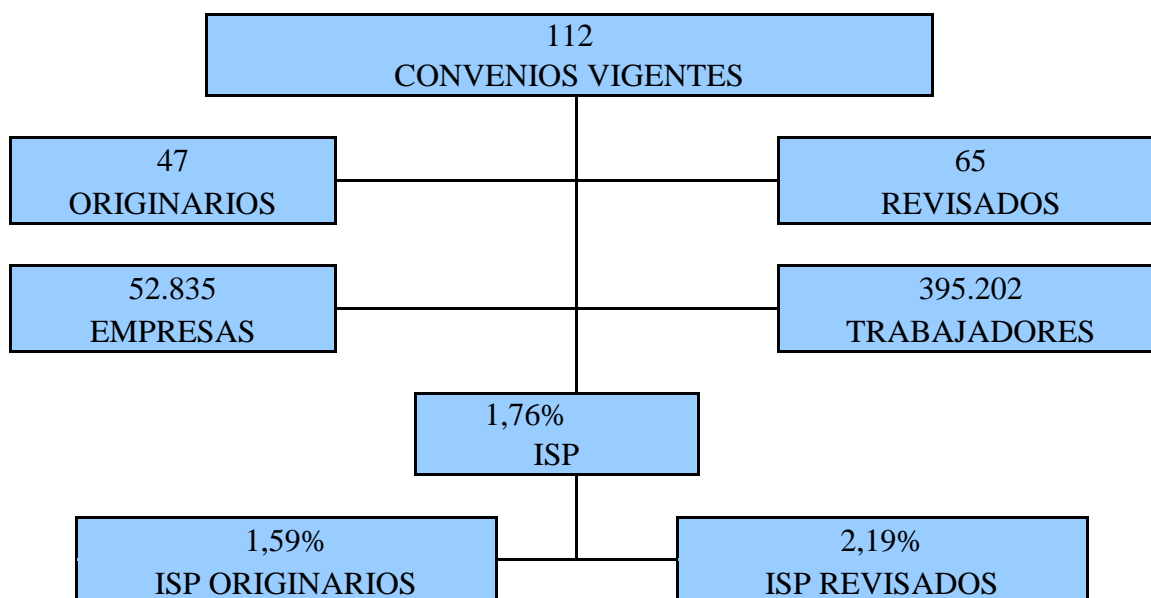 112
CONVENIOS VIGENTES
47
ORIGINARIOS
65
REVISADOS
52.835
EMPRESAS
395.202
TRABAJADORES
1,76%
ISP
1,59%
ISP ORIGINARIOS
2,19%
ISP REVISADOS